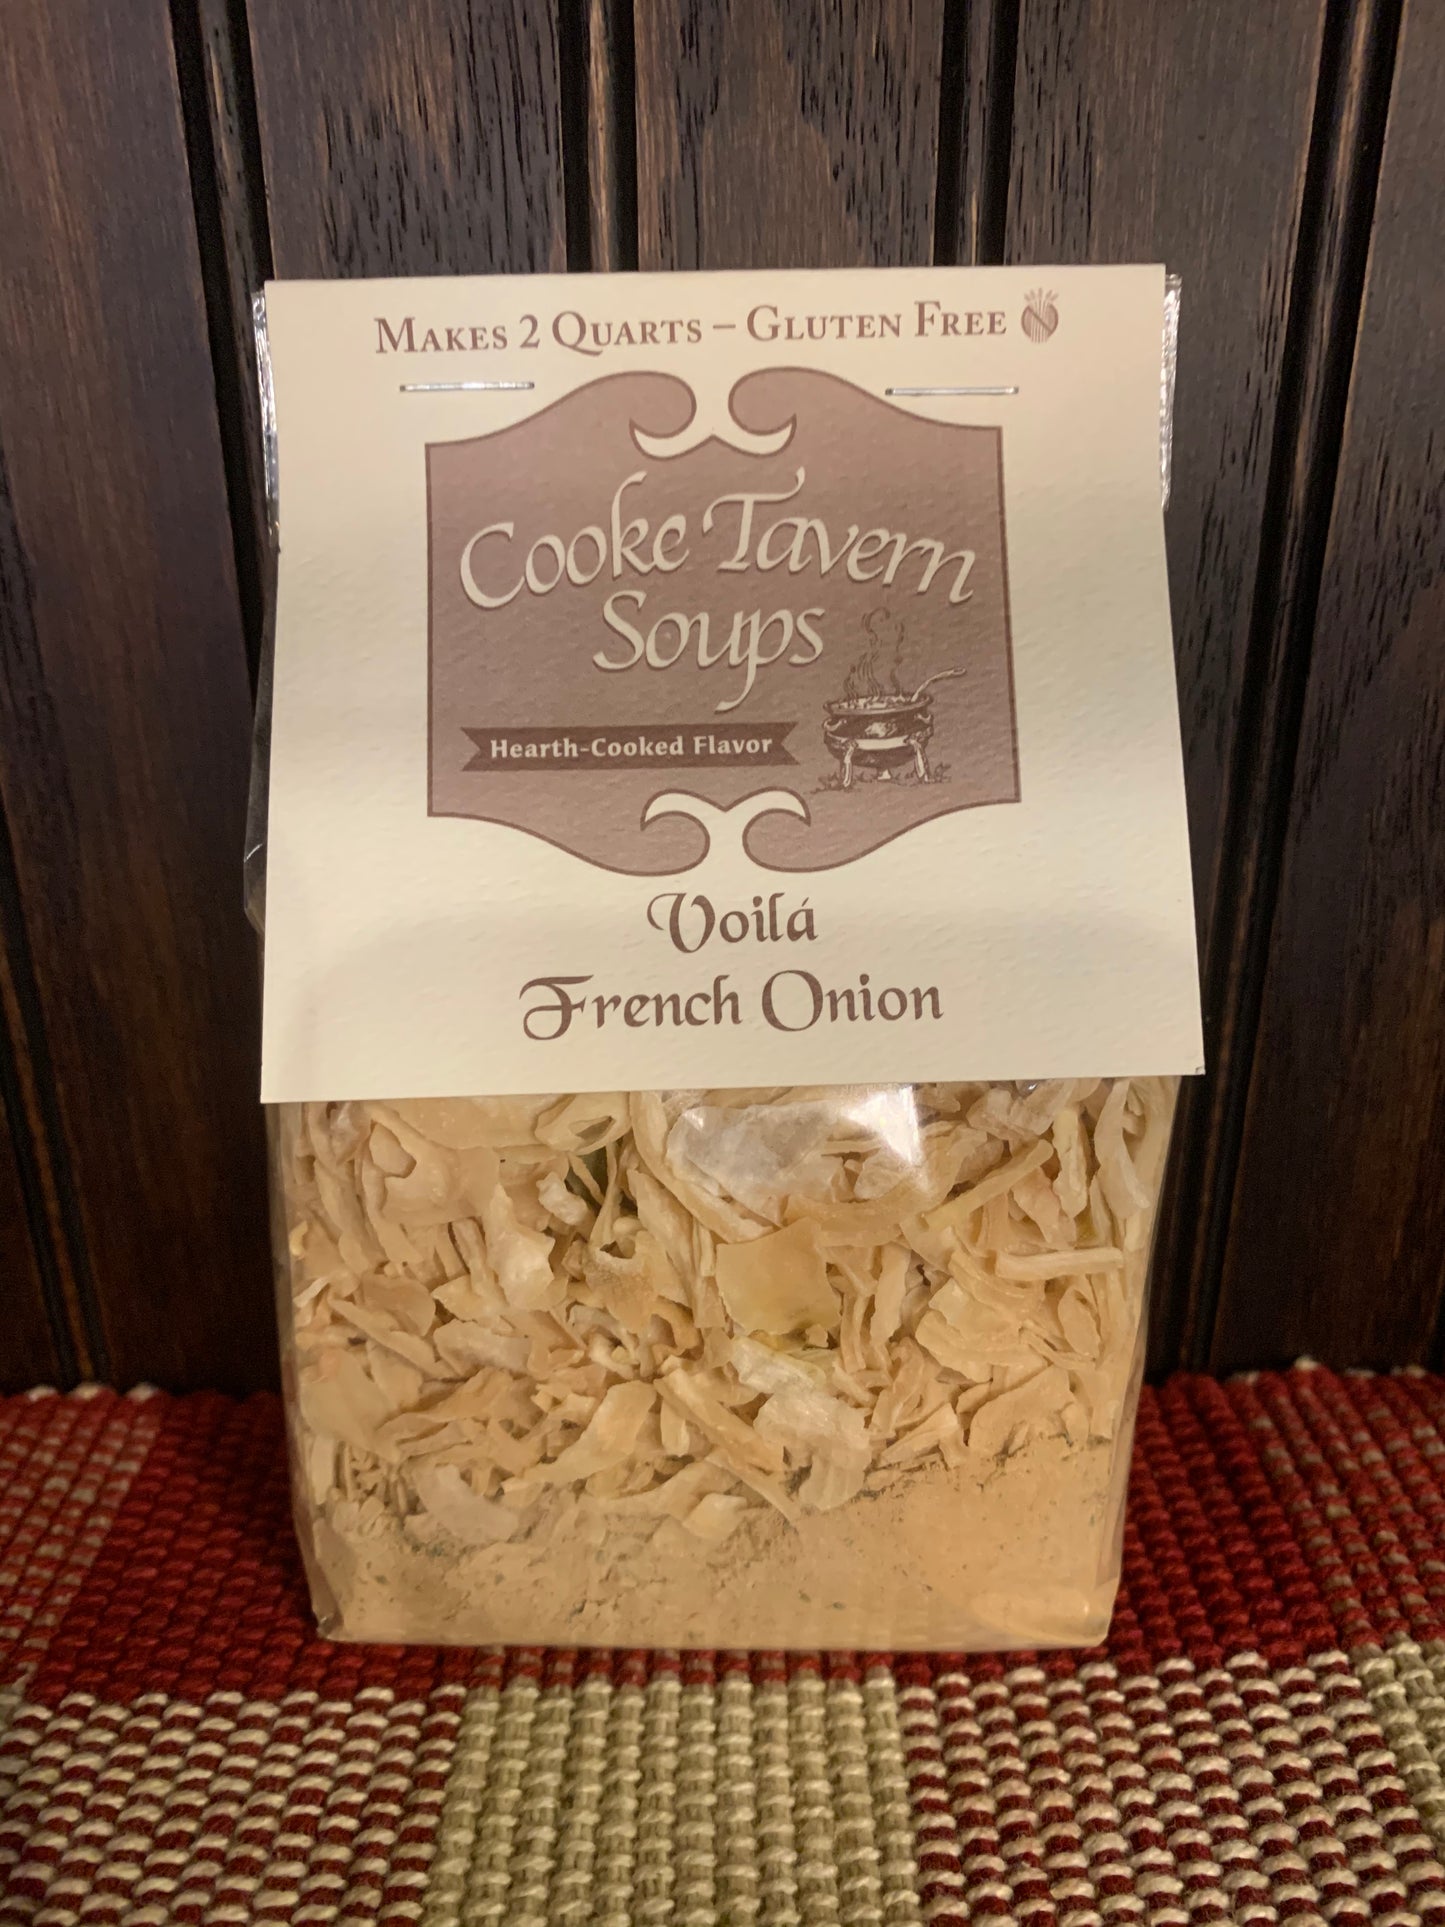 Makes 2 Quarts – Gluten Free
Cooke Tavern
Soups
Hearth-Cooked Flavor
Voilá
French Onion